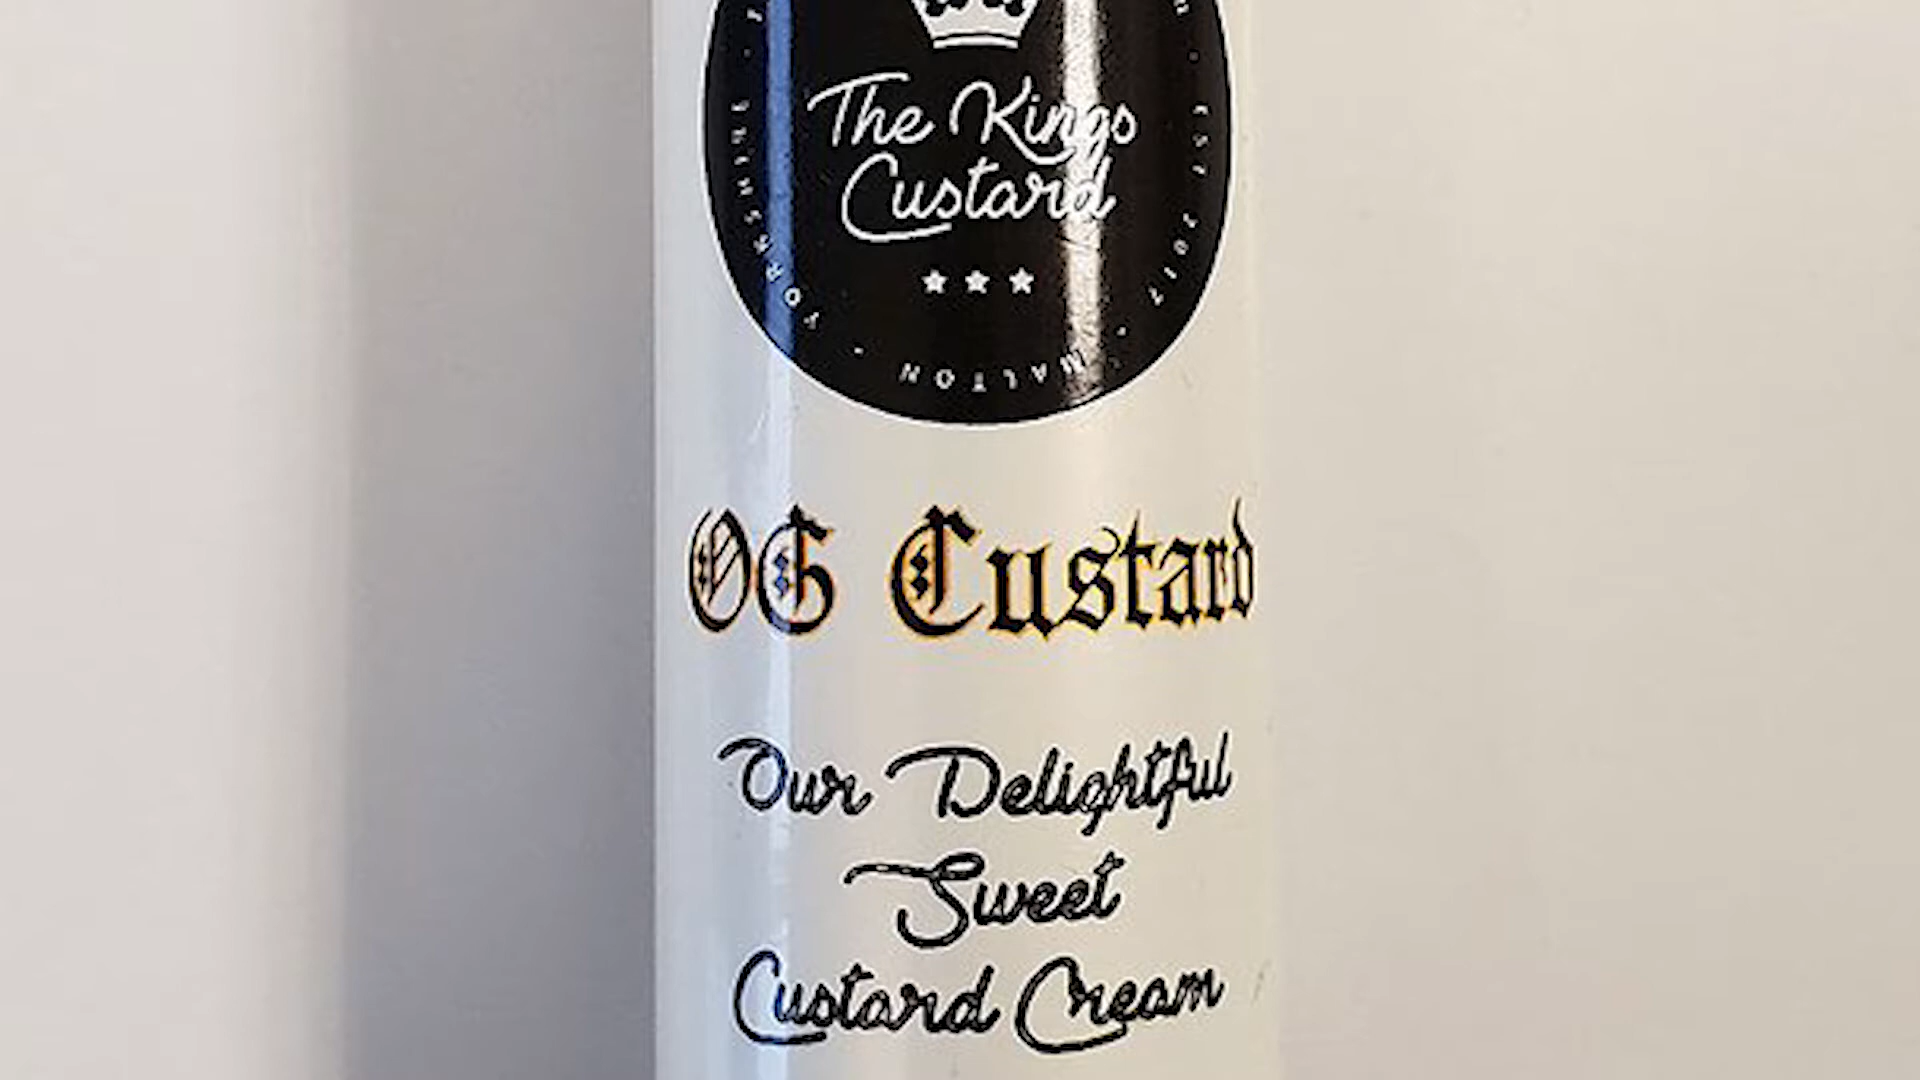 The Kings
Custard
EST 2017 · MALTON · YORKSHIRE
OG Custard
Our Delightful
Sweet
Custard Cream